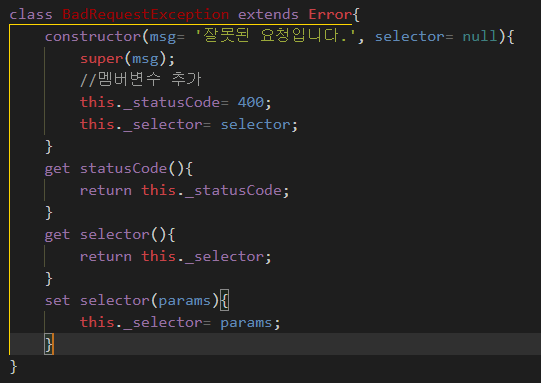 class BadRequestException extends Error{
    constructor(msg= '잘못된 요청입니다.', selector= null){
        super(msg);
        //멤버변수 추가
        this._statusCode= 400;
        this._selector= selector;
    }
    get statusCode(){
        return this._statusCode;
    }
    get selector(){
        return this._selector;
    }
    set selector(params){
        this._selector= params;
    }
}